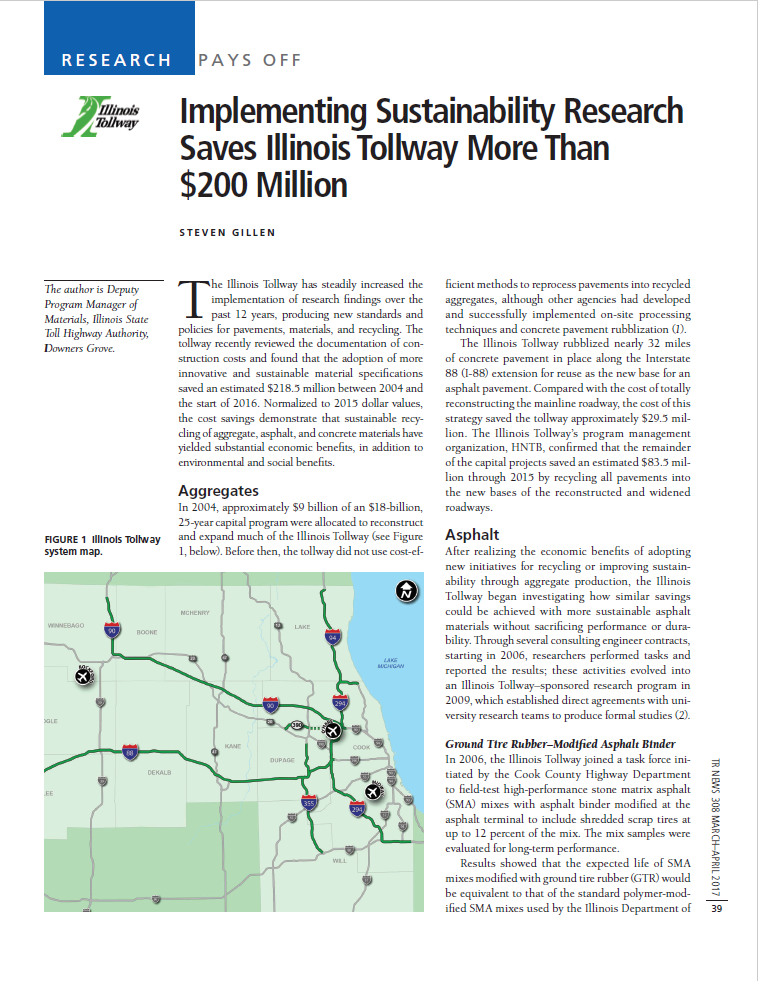 RESEARCH PAYS OFF
Illinois
Tollway
Implementing Sustainability Research
Saves Illinois Tollway More Than
$200 Million
STEVEN GILLEN
The author is Deputy
Program Manager of
Materials, Illinois State
Toll Highway Authority,
Downers Grove.
The Illinois Tollway has steadily increased the
implementation of research findings over the
past 12 years, producing new standards and
policies for pavements, materials, and recycling. The
tollway recently reviewed the documentation of con-
struction costs and found that the adoption of more
innovative and sustainable material specifications
saved an estimated $218.5 million between 2004 and
the start of 2016. Normalized to 2015 dollar values,
the cost savings demonstrate that sustainable recy-
cling of aggregate, asphalt, and concrete materials have
yielded substantial economic benefits, in addition to
environmental and social benefits.
Aggregates
In 2004, approximately $9 billion of an $18-billion,
25-year capital program were allocated to reconstruct
and expand much of the Illinois Tollway (see Figure
1, below). Before then, the tollway did not use cost-ef-
ficient methods to reprocess pavements into recycled
aggregates, although other agencies had developed
and successfully implemented on-site processing
techniques and concrete pavement rubblization (1).
The Illinois Tollway rubblized nearly 32 miles
of concrete pavement in place along the Interstate
88 (I-88) extension for reuse as the new base for an
asphalt pavement. Compared with the cost of totally
reconstructing the mainline roadway, the cost of this
strategy saved the tollway approximately $29.5 mil-
lion. The Illinois Tollway's program management
organization, HNTB, confirmed that the remainder
of the capital projects saved an estimated $83.5 mil-
lion through 2015 by recycling all pavements into
the new bases of the reconstructed and widened
roadways.
Asphalt
After realizing the economic benefits of adopting
new initiatives for recycling or improving sustain-
ability through aggregate production, the Illinois
Tollway began investigating how similar savings
could be achieved with more sustainable asphalt
materials without sacrificing performance or dura-
bility. Through several consulting engineer contracts,
starting in 2006, researchers performed tasks and
reported the results; these activities evolved into
an Illinois Tollway–sponsored research program in
2009, which established direct agreements with uni-
versity research teams to produce formal studies (2).
Ground Tire Rubber–Modified Asphalt Binder
In 2006, the Illinois Tollway joined a task force ini-
tiated by the Cook County Highway Department
to field-test high-performance stone matrix asphalt
(SMA) mixes with asphalt binder modified at the
asphalt terminal to include shredded scrap tires at
up to 12 percent of the mix. The mix samples were
evaluated for long-term performance.
Results showed that the expected life of SMA
mixes modified with ground tire rubber (GTR) would
be equivalent to that of the standard polymer-mod-
ified SMA mixes used by the Illinois Department of
FIGURE 1 Illinois Tollway
system map.
N
WINNEBAGO
90
BOONE
MCHENRY
LAKE
94
LAKE
MICHIGAN
ROCKFORD
90
294
390
OGLE
88
KANE
COOK
DUPAGE
DEKALB
LEE
355
294
WILL
TR NEWS 308 MARCH–APRIL 2017
39